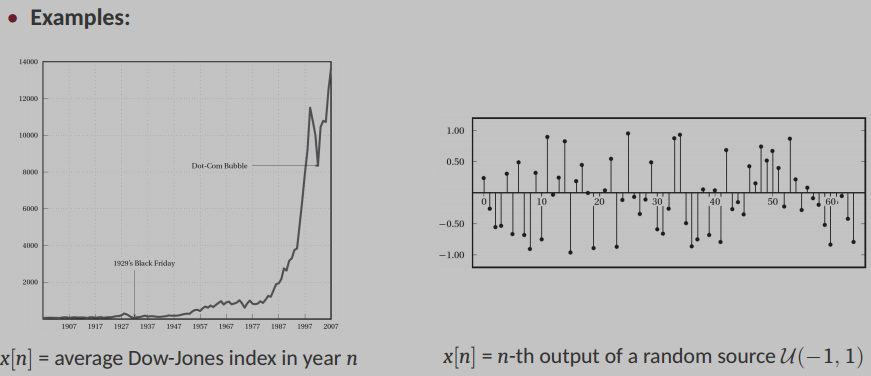 • Examples:
14000
12000
10000
8000
6000
4000
2000
Dot-Com Bubble
1929's Black Friday
1907 1917 1927 1937 1947 1957 1967 1977 1987 1997 2007
x[n] = average Dow-Jones index in year n
1.00
0.50
−0.50
−1.00
0 10 20 30 40 50 60
x[n] = n-th output of a random source U(−1, 1)